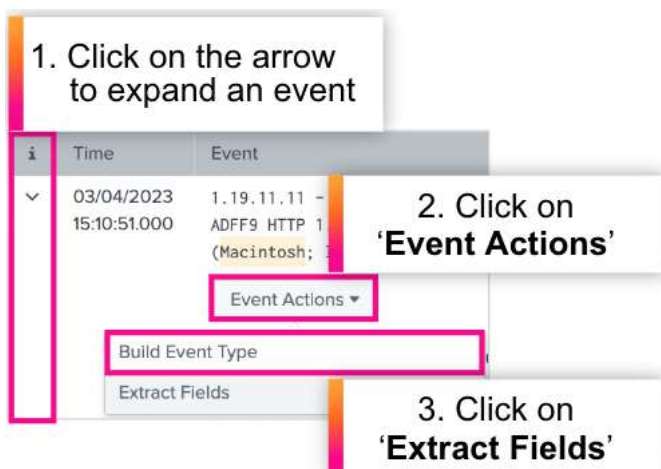 1. Click on the arrow
to expand an event
i Time Event
03/04/2023 1.19.11.11 -
15:10:51.000 ADFF9 HTTP 1
(Macintosh;
2. Click on
‘Event Actions’
Event Actions
Build Event Type
Extract Fields
3. Click on
‘Extract Fields’